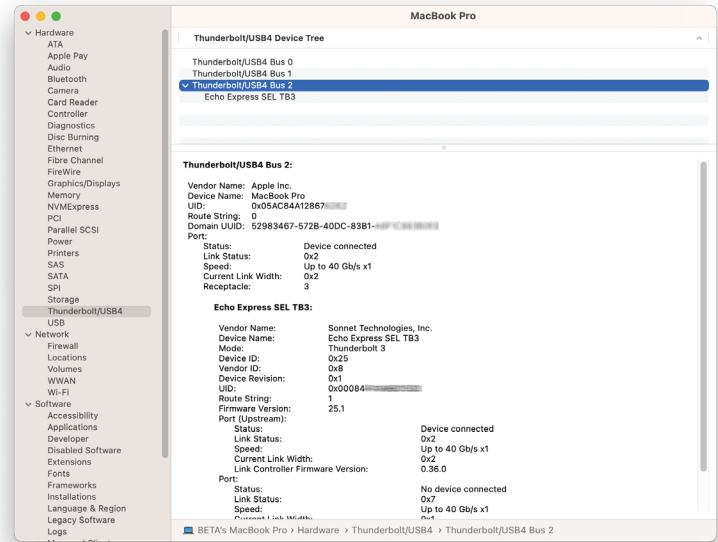 MacBook Pro
Hardware
ATA
Apple Pay
Audio
Bluetooth
Camera
Card Reader
Controller
Diagnostics
Disc Burning
Ethernet
Fibre Channel
FireWire
Graphics/Displays
Memory
NVMExpress
PCI
Parallel SCSI
Power
Printers
SAS
SATA
SPI
Storage
Thunderbolt/USB4
USB
Network
Firewall
Locations
Volumes
WWAN
Wi-Fi
Software
Accessibility
Applications
Developer
Disabled Software
Extensions
Fonts
Frameworks
Installations
Language & Region
Legacy Software
Logs
Thunderbolt/USB4 Device Tree
Thunderbolt/USB4 Bus 0
Thunderbolt/USB4 Bus 1
Thunderbolt/USB4 Bus 2
Echo Express SEL TB3
Thunderbolt/USB4 Bus 2:
Vendor Name: Apple Inc.
Device Name: MacBook Pro
UID: 0x05AC84A12867
Route String: 0
Domain UUID: 52983467-572B-40DC-83B1-
Port:
Status: Device connected
Link Status: 0x2
Speed: Up to 40 Gb/s x1
Current Link Width: 0x2
Receptacle: 3
Echo Express SEL TB3:
Vendor Name: Sonnet Technologies, Inc.
Device Name: Echo Express SEL TB3
Mode: Thunderbolt 3
Device ID: 0x25
Vendor ID: 0x8
Device Revision: 0x1
UID: 0x00084
Route String: 1
Firmware Version: 25.1
Port (Upstream):
Status: Device connected
Link Status: 0x2
Speed: Up to 40 Gb/s x1
Current Link Width: 0x2
Link Controller Firmware Version: 0.36.0
Port:
Status: No device connected
Link Status: 0x7
Speed: Up to 40 Gb/s x1
Current Link Width: 0x1
BETA's MacBook Pro › Hardware › Thunderbolt/USB4 › Thunderbolt/USB4 Bus 2